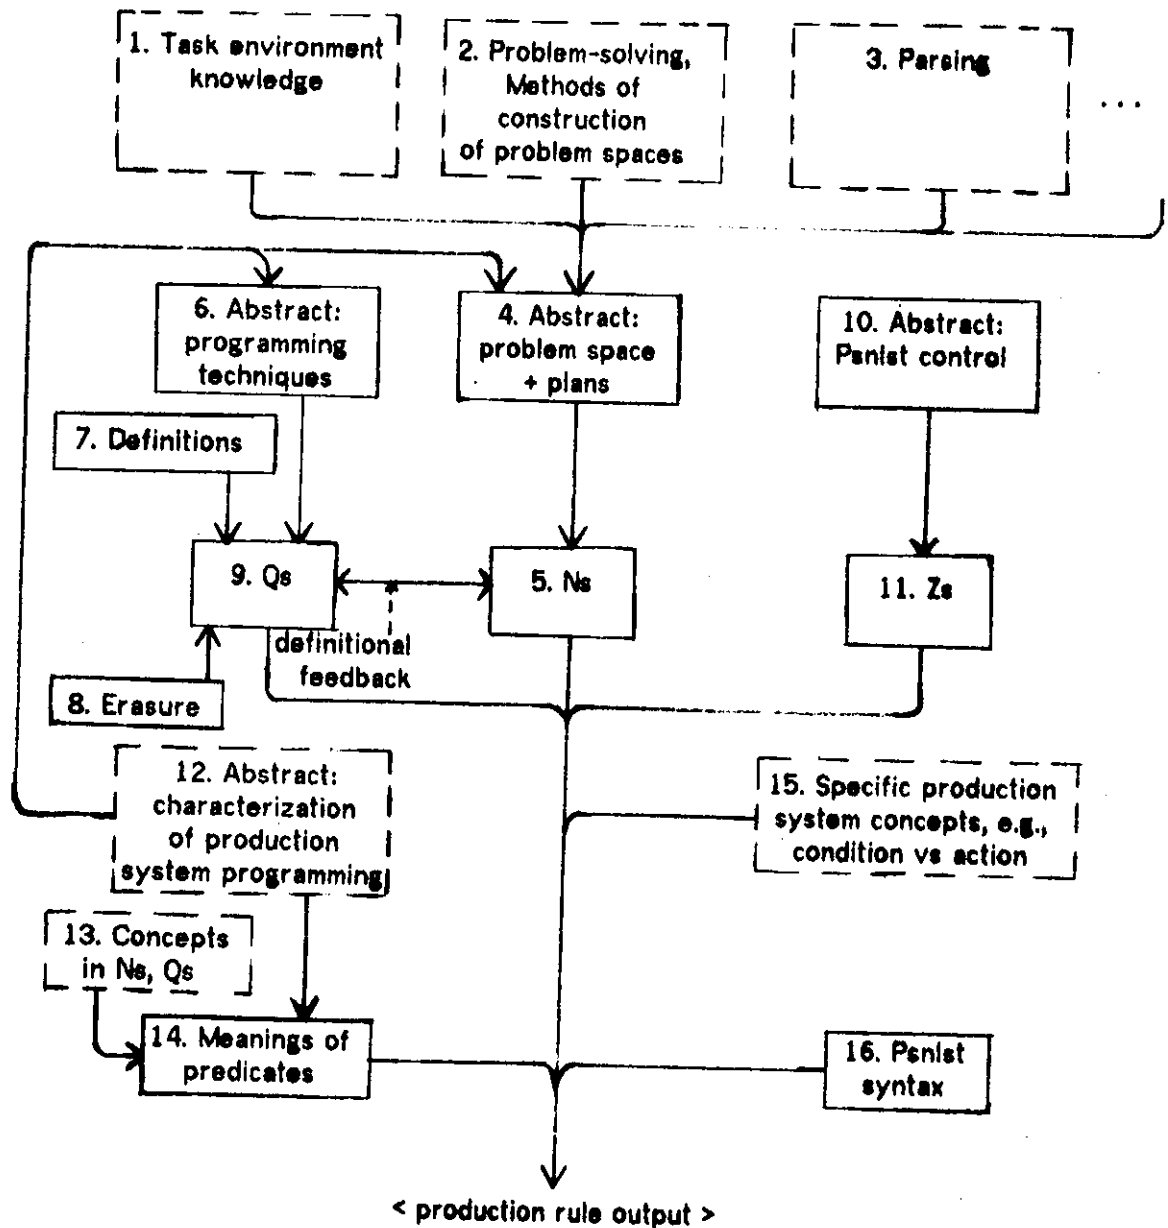 1. Task environment
knowledge
2. Problem-solving,
Methods of
construction
of problem spaces
3. Parsing
...
6. Abstract:
programming
techniques
4. Abstract:
problem space
+ plans
10. Abstract:
Psnlst control
7. Definitions
9. Qs
5. Ns
11. Zs
definitional
feedback
8. Erasure
12. Abstract:
characterization
of production
system programming
15. Specific production
system concepts, e.g.,
condition vs action
13. Concepts
in Ns, Qs
14. Meanings of
predicates
16. Psnlst
syntax
< production rule output >